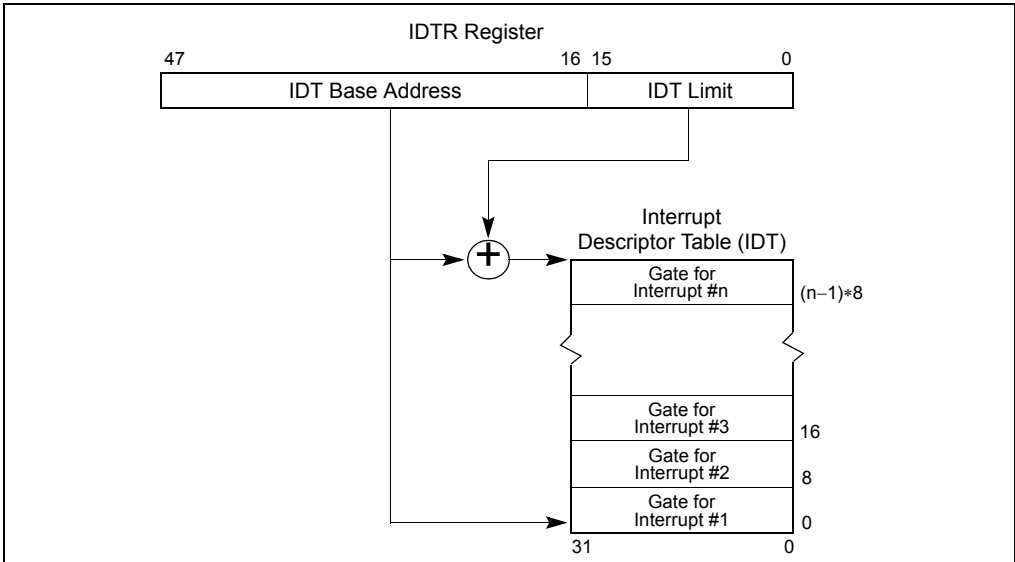 IDTR Register
47 16 15 0
IDT Base Address IDT Limit
+
Interrupt
Descriptor Table (IDT)
Gate for
Interrupt #n
(n−1)∗8
Gate for
Interrupt #3
16
Gate for
Interrupt #2
8
Gate for
Interrupt #1
0
31 0